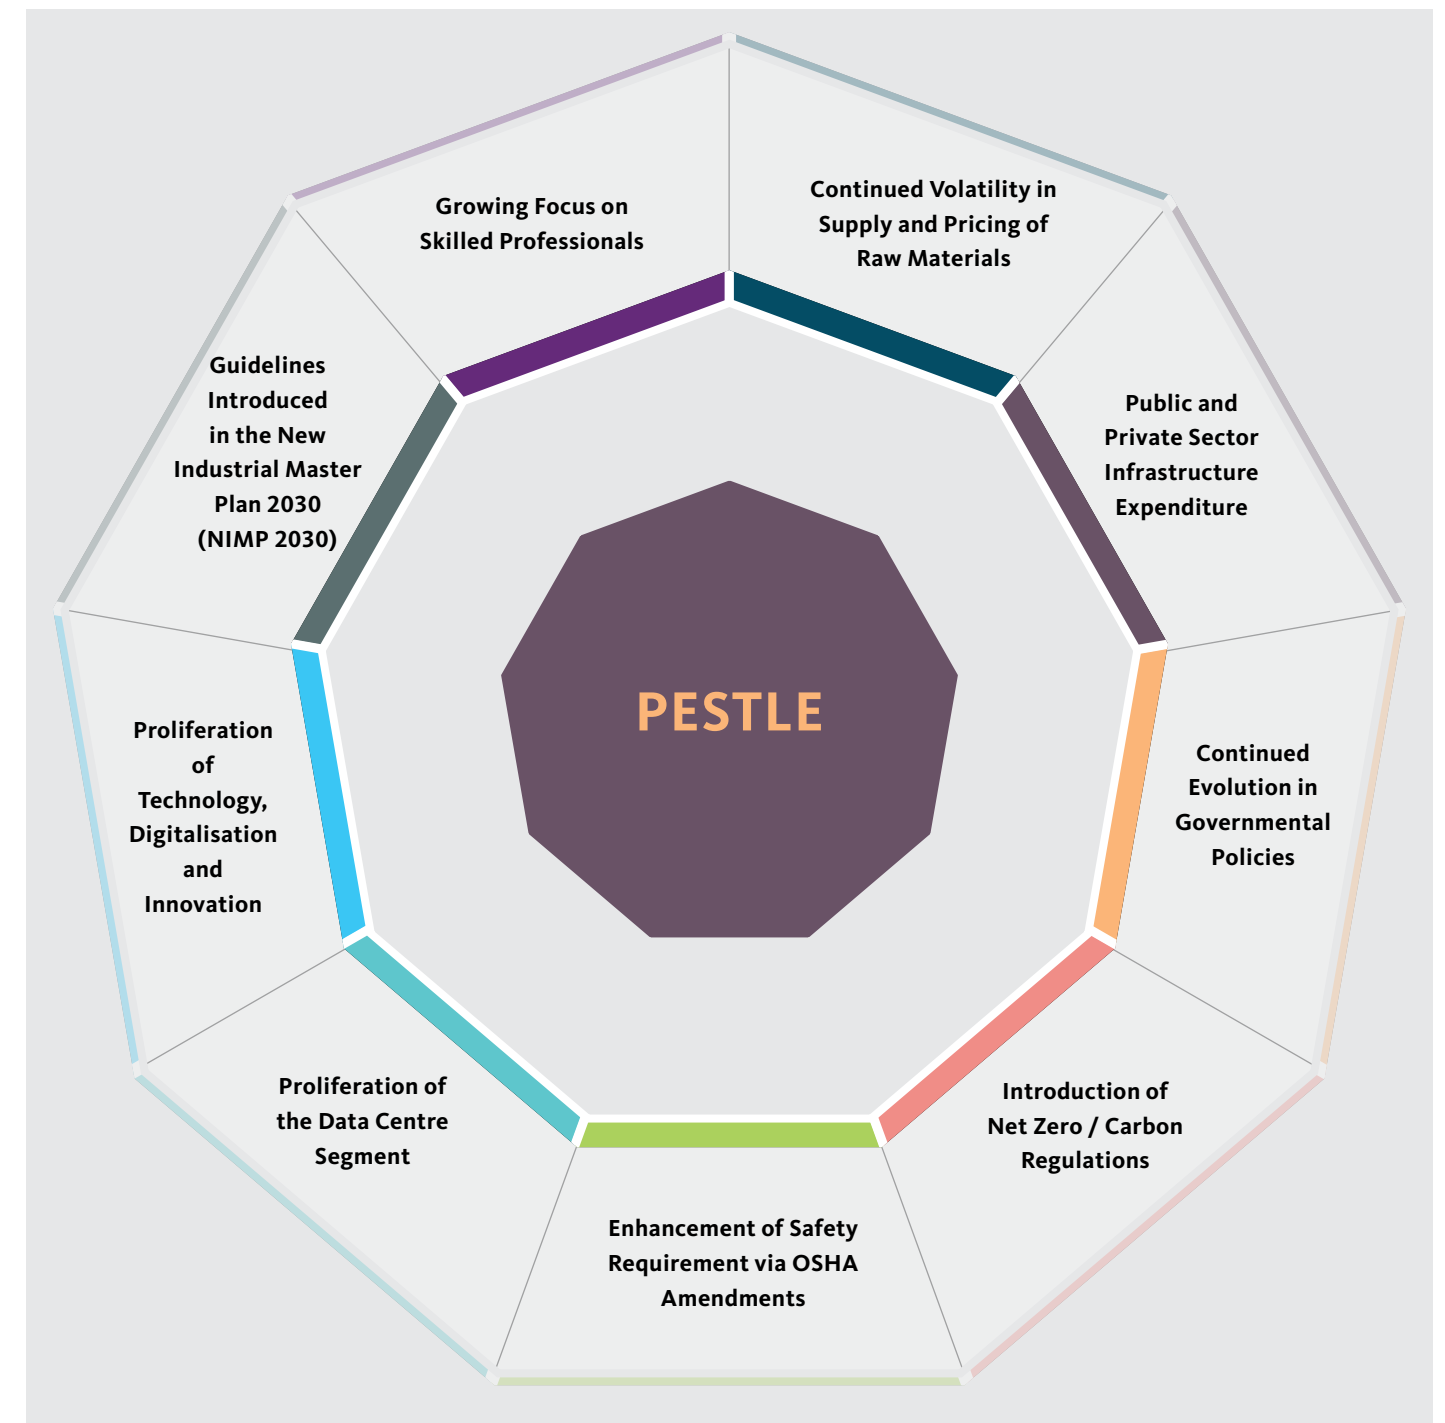 Growing Focus on
Skilled Professionals
Continued Volatility in
Supply and Pricing of
Raw Materials
Public and
Private Sector
Infrastructure
Expenditure
Continued
Evolution in
Governmental
Policies
Introduction of
Net Zero / Carbon
Regulations
Enhancement of Safety
Requirement via OSHA
Amendments
Proliferation of
the Data Centre
Segment
Proliferation
of
Technology,
Digitalisation
and
Innovation
Guidelines
Introduced
in the New
Industrial Master
Plan 2030
(NIMP 2030)
PESTLE